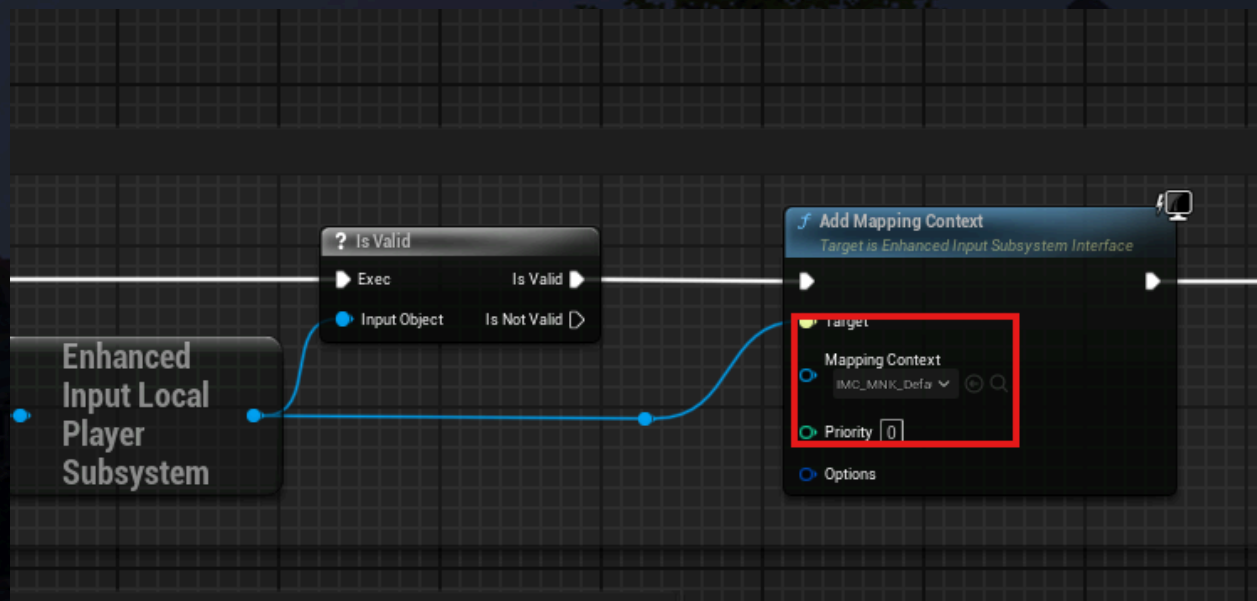 ? Is Valid
Exec Is Valid
Input Object Is Not Valid
Enhanced
Input Local
Player
Subsystem
f Add Mapping Context
Target is Enhanced Input Subsystem Interface
Target
Mapping Context
IMC_MNK_Defa
Priority 0
Options